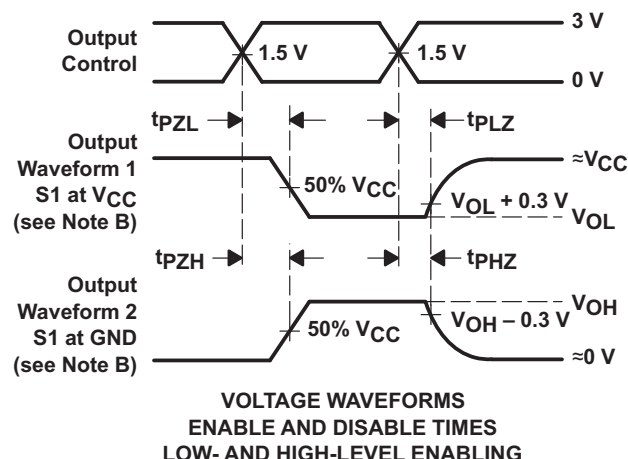 Output
Control
1.5 V
1.5 V
3 V
0 V
tPZL
tPLZ
Output
Waveform 1
S1 at VCC
(see Note B)
50% VCC
≈VCC
VOL + 0.3 V
VOL
tPZH
tPHZ
Output
Waveform 2
S1 at GND
(see Note B)
50% VCC
VOH
VOH – 0.3 V
≈0 V
VOLTAGE WAVEFORMS
ENABLE AND DISABLE TIMES
LOW- AND HIGH-LEVEL ENABLING